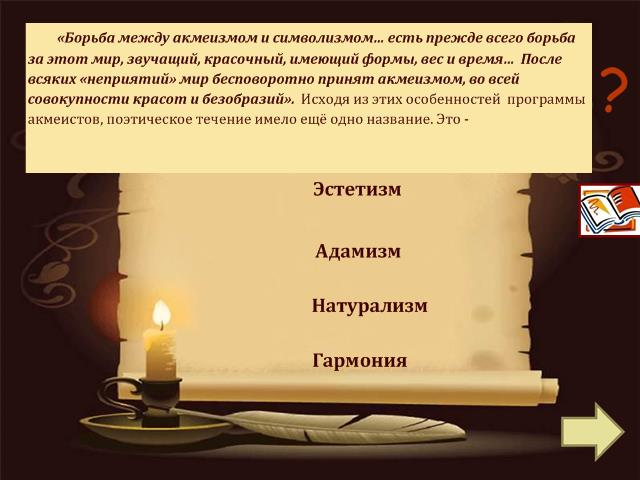 «Борьба между акмеизмом и символизмом... есть прежде всего борьба
за этот мир, звучащий, красочный, имеющий формы, вес и время... После
всяких «неприятий» мир бесповоротно принят акмеизмом, во всей
совокупности красот и безобразий». Исходя из этих особенностей программы
акмеистов, поэтическое течение имело ещё одно название. Это -
?
Эстетизм
Адамизм
Натурализм
Гармония